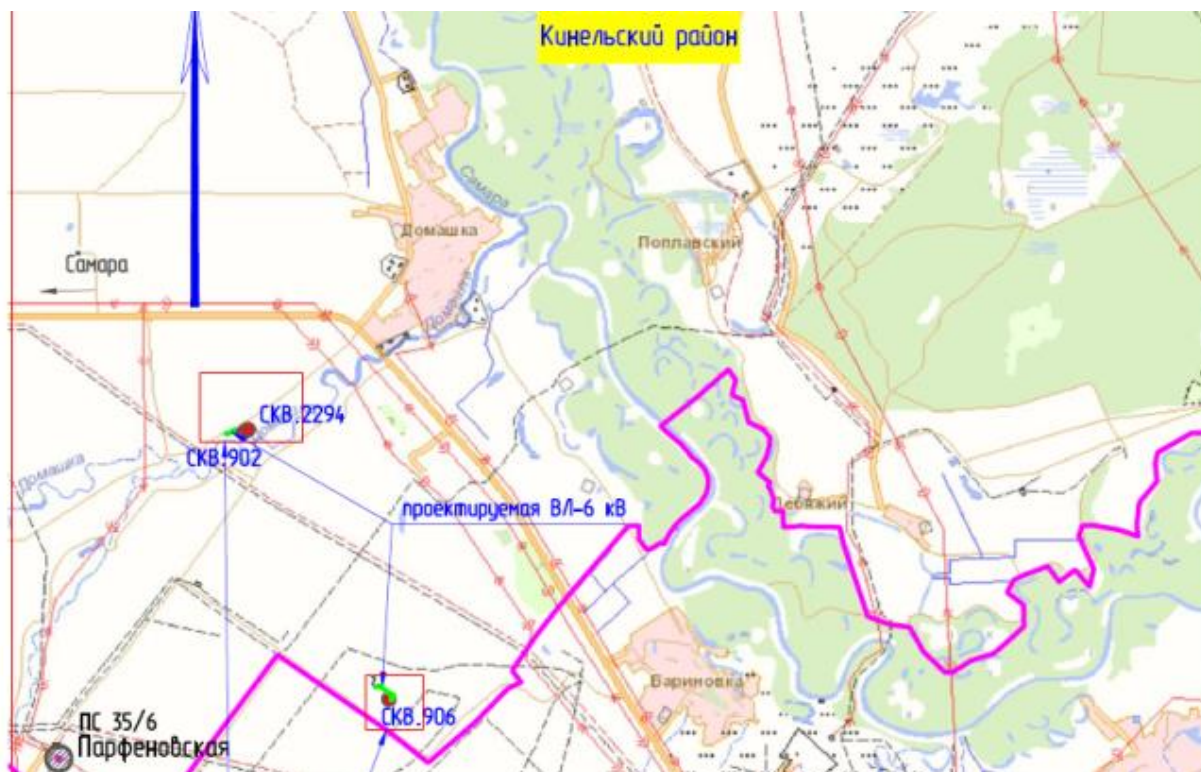 Кинельский район
Самара
Домашка
Поплавский
Самара
Домашка
СКВ.2294
СКВ.902
Домашка
проектируемая ВЛ-6 кВ
Лебяжий
Бариновка
СКВ.906
ПС 35/6
Парфеновская